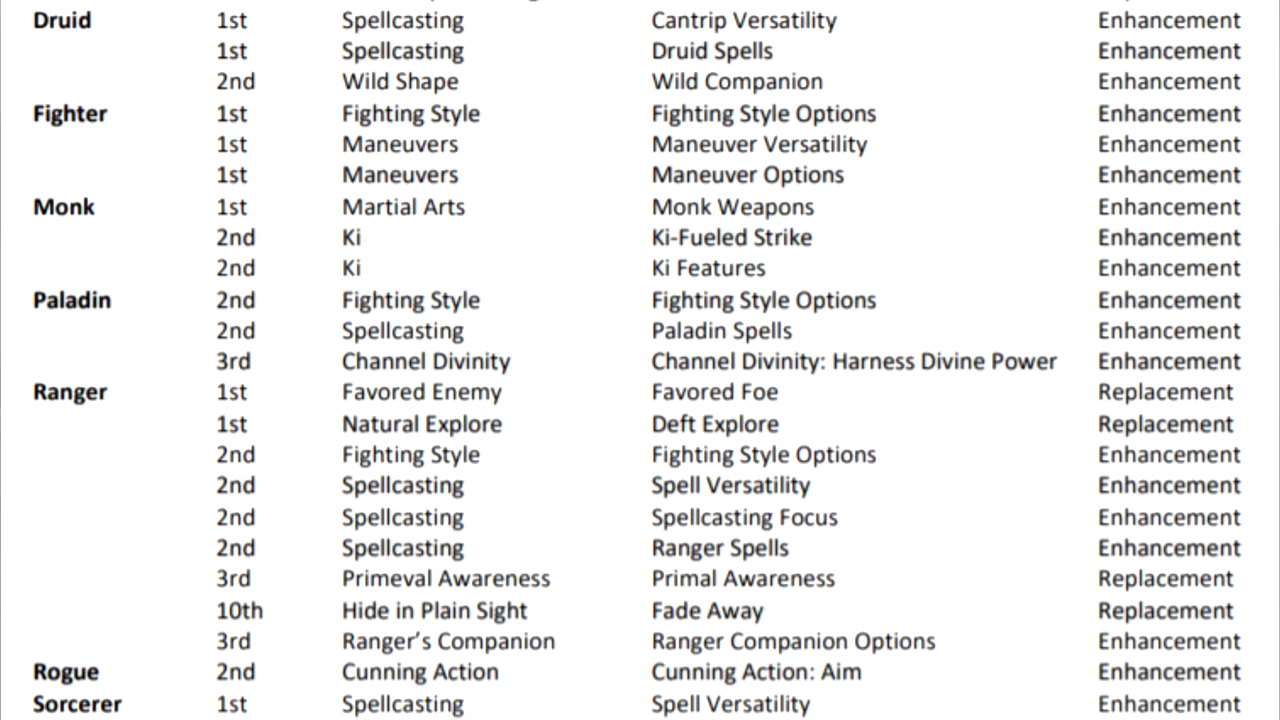 Druid 1st Spellcasting Cantrip Versatility Enhancement
1st Spellcasting Druid Spells Enhancement
2nd Wild Shape Wild Companion Enhancement
Fighter 1st Fighting Style Fighting Style Options Enhancement
1st Maneuvers Maneuver Versatility Enhancement
1st Maneuvers Maneuver Options Enhancement
Monk 1st Martial Arts Monk Weapons Enhancement
2nd Ki Ki-Fueled Strike Enhancement
2nd Ki Ki Features Enhancement
Paladin 2nd Fighting Style Fighting Style Options Enhancement
2nd Spellcasting Paladin Spells Enhancement
3rd Channel Divinity Channel Divinity: Harness Divine Power Enhancement
Ranger 1st Favored Enemy Favored Foe Replacement
1st Natural Explore Deft Explore Replacement
2nd Fighting Style Fighting Style Options Enhancement
2nd Spellcasting Spell Versatility Enhancement
2nd Spellcasting Spellcasting Focus Enhancement
2nd Spellcasting Ranger Spells Enhancement
3rd Primeval Awareness Primal Awareness Replacement
10th Hide in Plain Sight Fade Away Replacement
3rd Ranger’s Companion Ranger Companion Options Enhancement
Rogue 2nd Cunning Action Cunning Action: Aim Enhancement
Sorcerer 1st Spellcasting Spell Versatility Enhancement